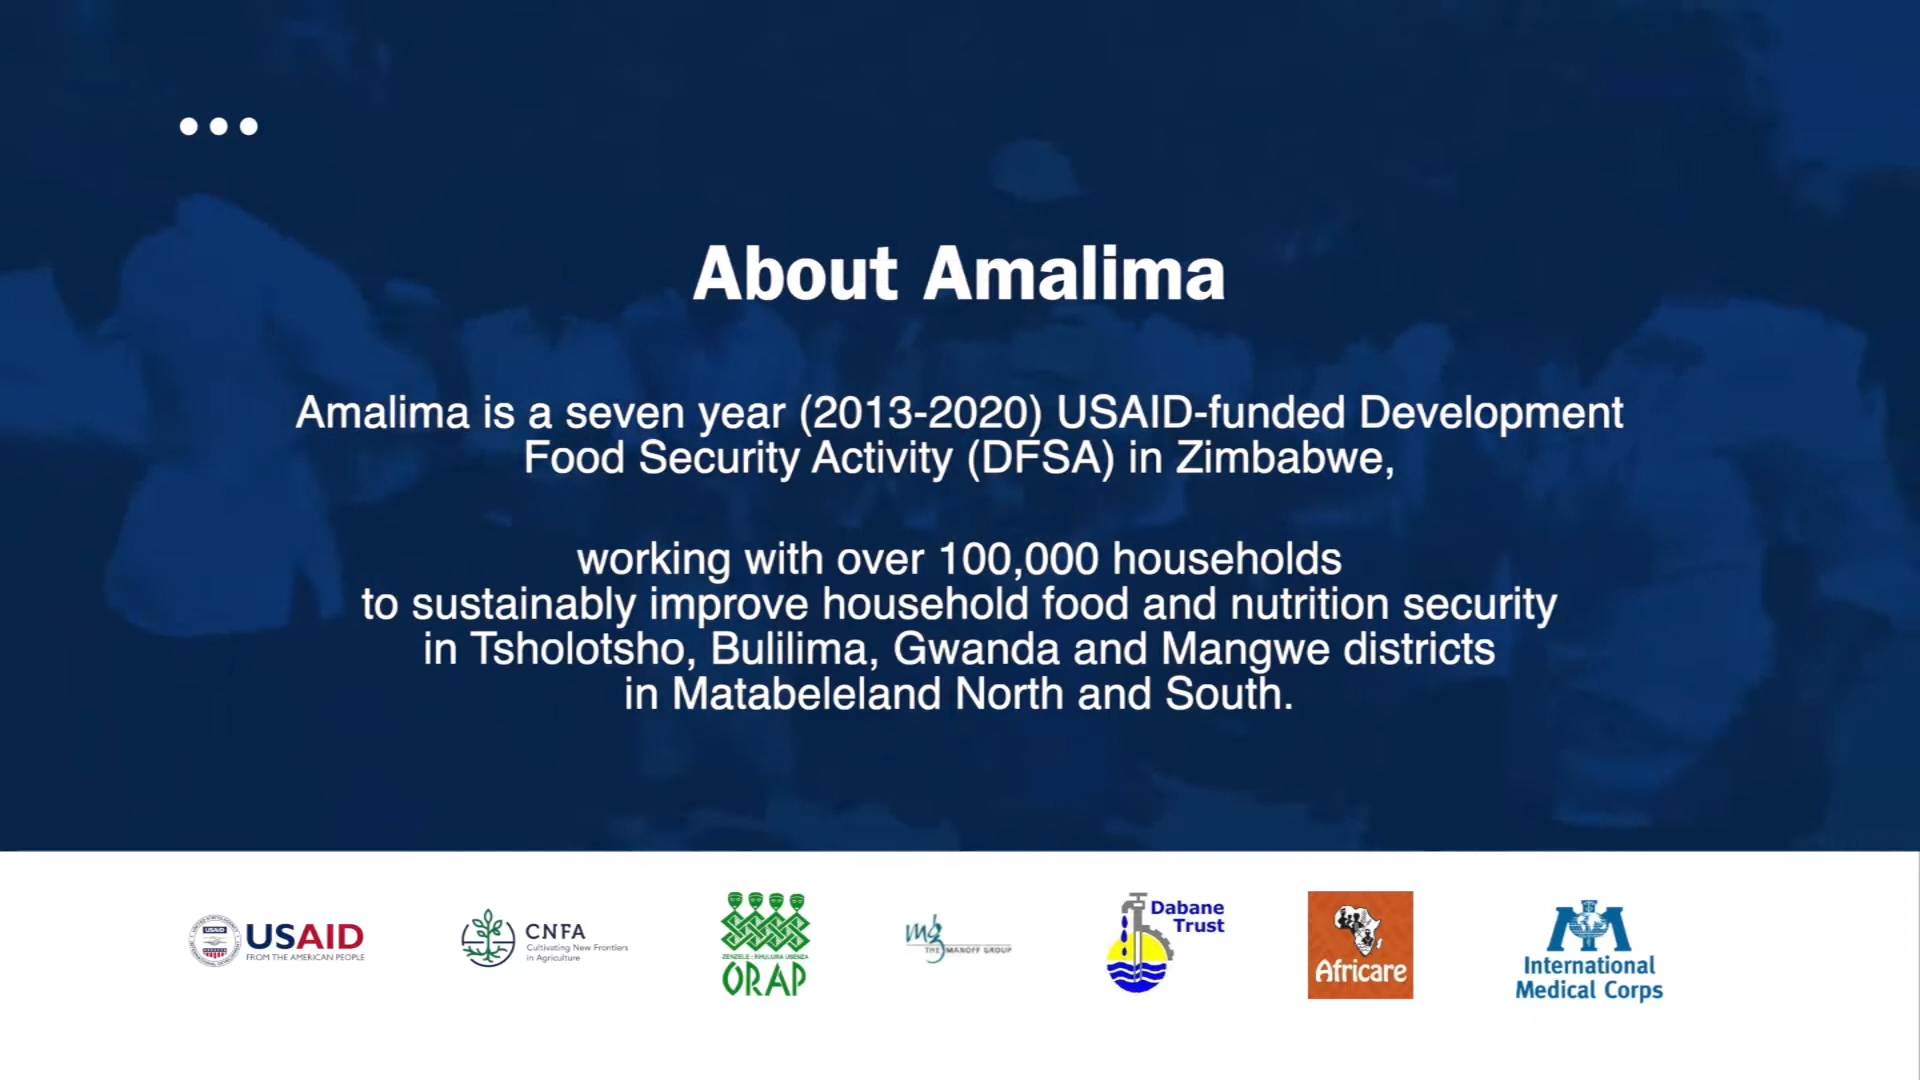 About Amalima
Amalima is a seven year (2013-2020) USAID-funded Development
Food Security Activity (DFSA) in Zimbabwe,
working with over 100,000 households
to sustainably improve household food and nutrition security
in Tsholotsho, Bulilima, Gwanda and Mangwe districts
in Matabeleland North and South.
USAID
USAID
FROM THE AMERICAN PEOPLE
CNFA
Cultivating New Frontiers
in Agriculture
ORAP
mg
THE MANOFF GROUP
Dabane
Trust
Africare
International
Medical Corps